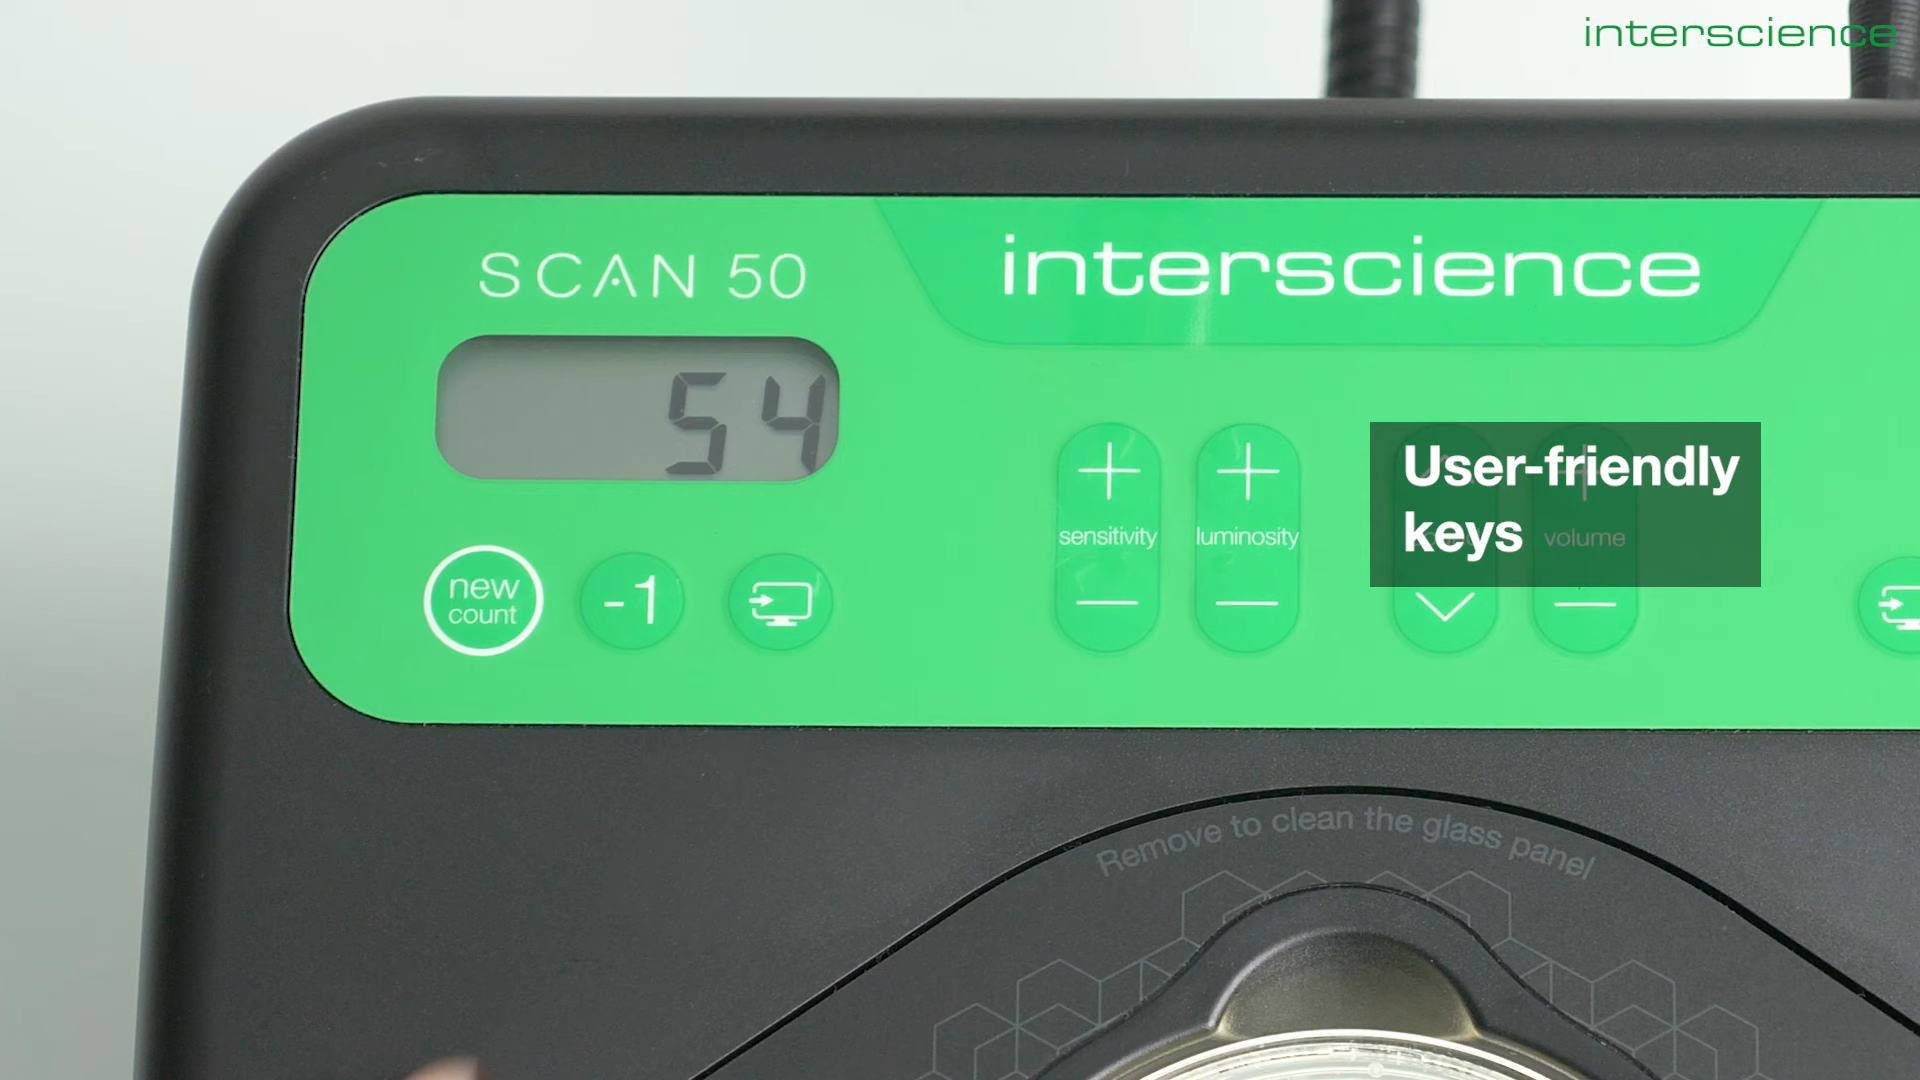 interscience
SCAN 50
interscience
54
sensitivity
luminosity
User-friendly
keys
volume
new
count
-1
Remove to clean the glass panel